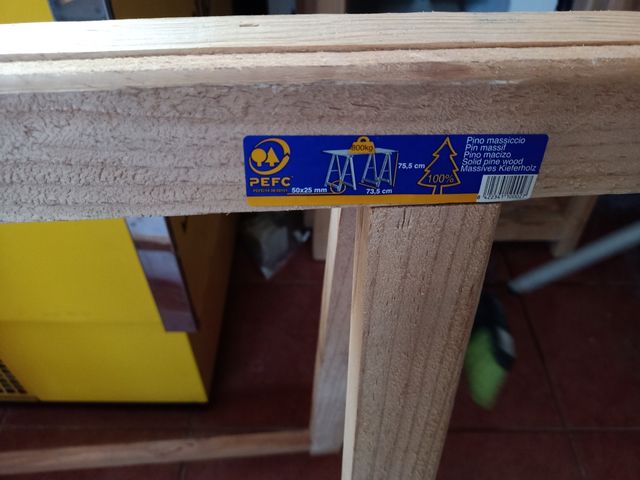 PEFC
50x25 mm
800kg
75,5 cm
73,5 cm
100%
Pino massiccio
Pin massif
Pino macizo
Solid pine wood
Massives Kieferholz